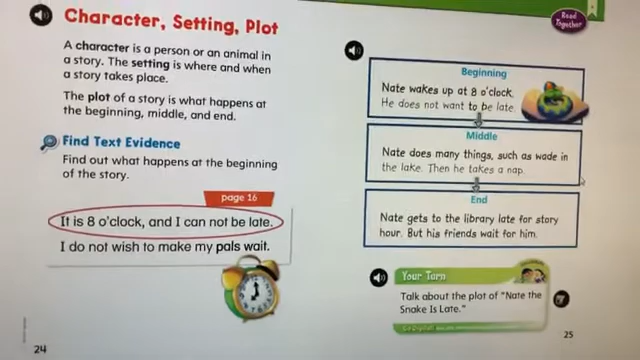 Character, Setting, Plot
A character is a person or an animal in
a story. The setting is where and when
a story takes place.
The plot of a story is what happens at
the beginning, middle, and end.
Find Text Evidence
Find out what happens at the beginning
of the story.
page 16
It is 8 o'clock, and I can not be late.
I do not wish to make my pals wait.
24
Read
Together
Beginning
Nate wakes up at 8 o'clock.
He does not want to be late.
Middle
Nate does many things, such as wade in
the lake. Then he takes a nap.
End
Nate gets to the library late for story
hour. But his friends wait for him.
Your Turn
Talk about the plot of "Nate the
Snake Is Late."
Go Digital!
25